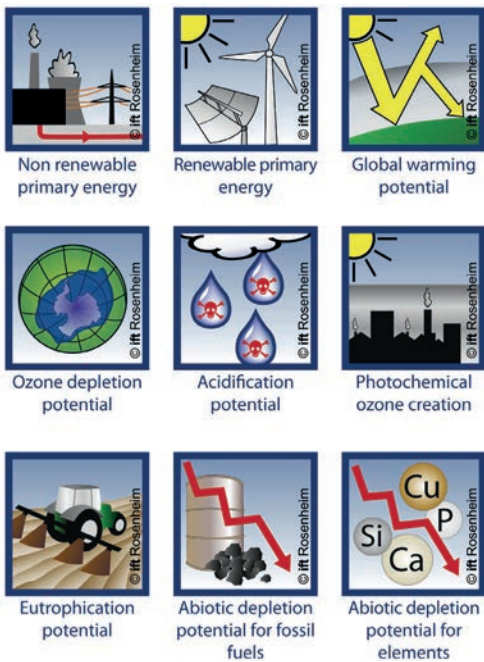 © ift Rosenheim
© ift Rosenheim
© ift Rosenheim
Non renewable
primary energy
Renewable primary
energy
Global warming
potential
© ift Rosenheim
© ift Rosenheim
© ift Rosenheim
Ozone depletion
potential
Acidification
potential
Photochemical
ozone creation
© ift Rosenheim
© ift Rosenheim
Cu
P
Si
Ca
© ift Rosenheim
Eutrophication
potential
Abiotic depletion
potential for fossil
fuels
Abiotic depletion
potential for
elements